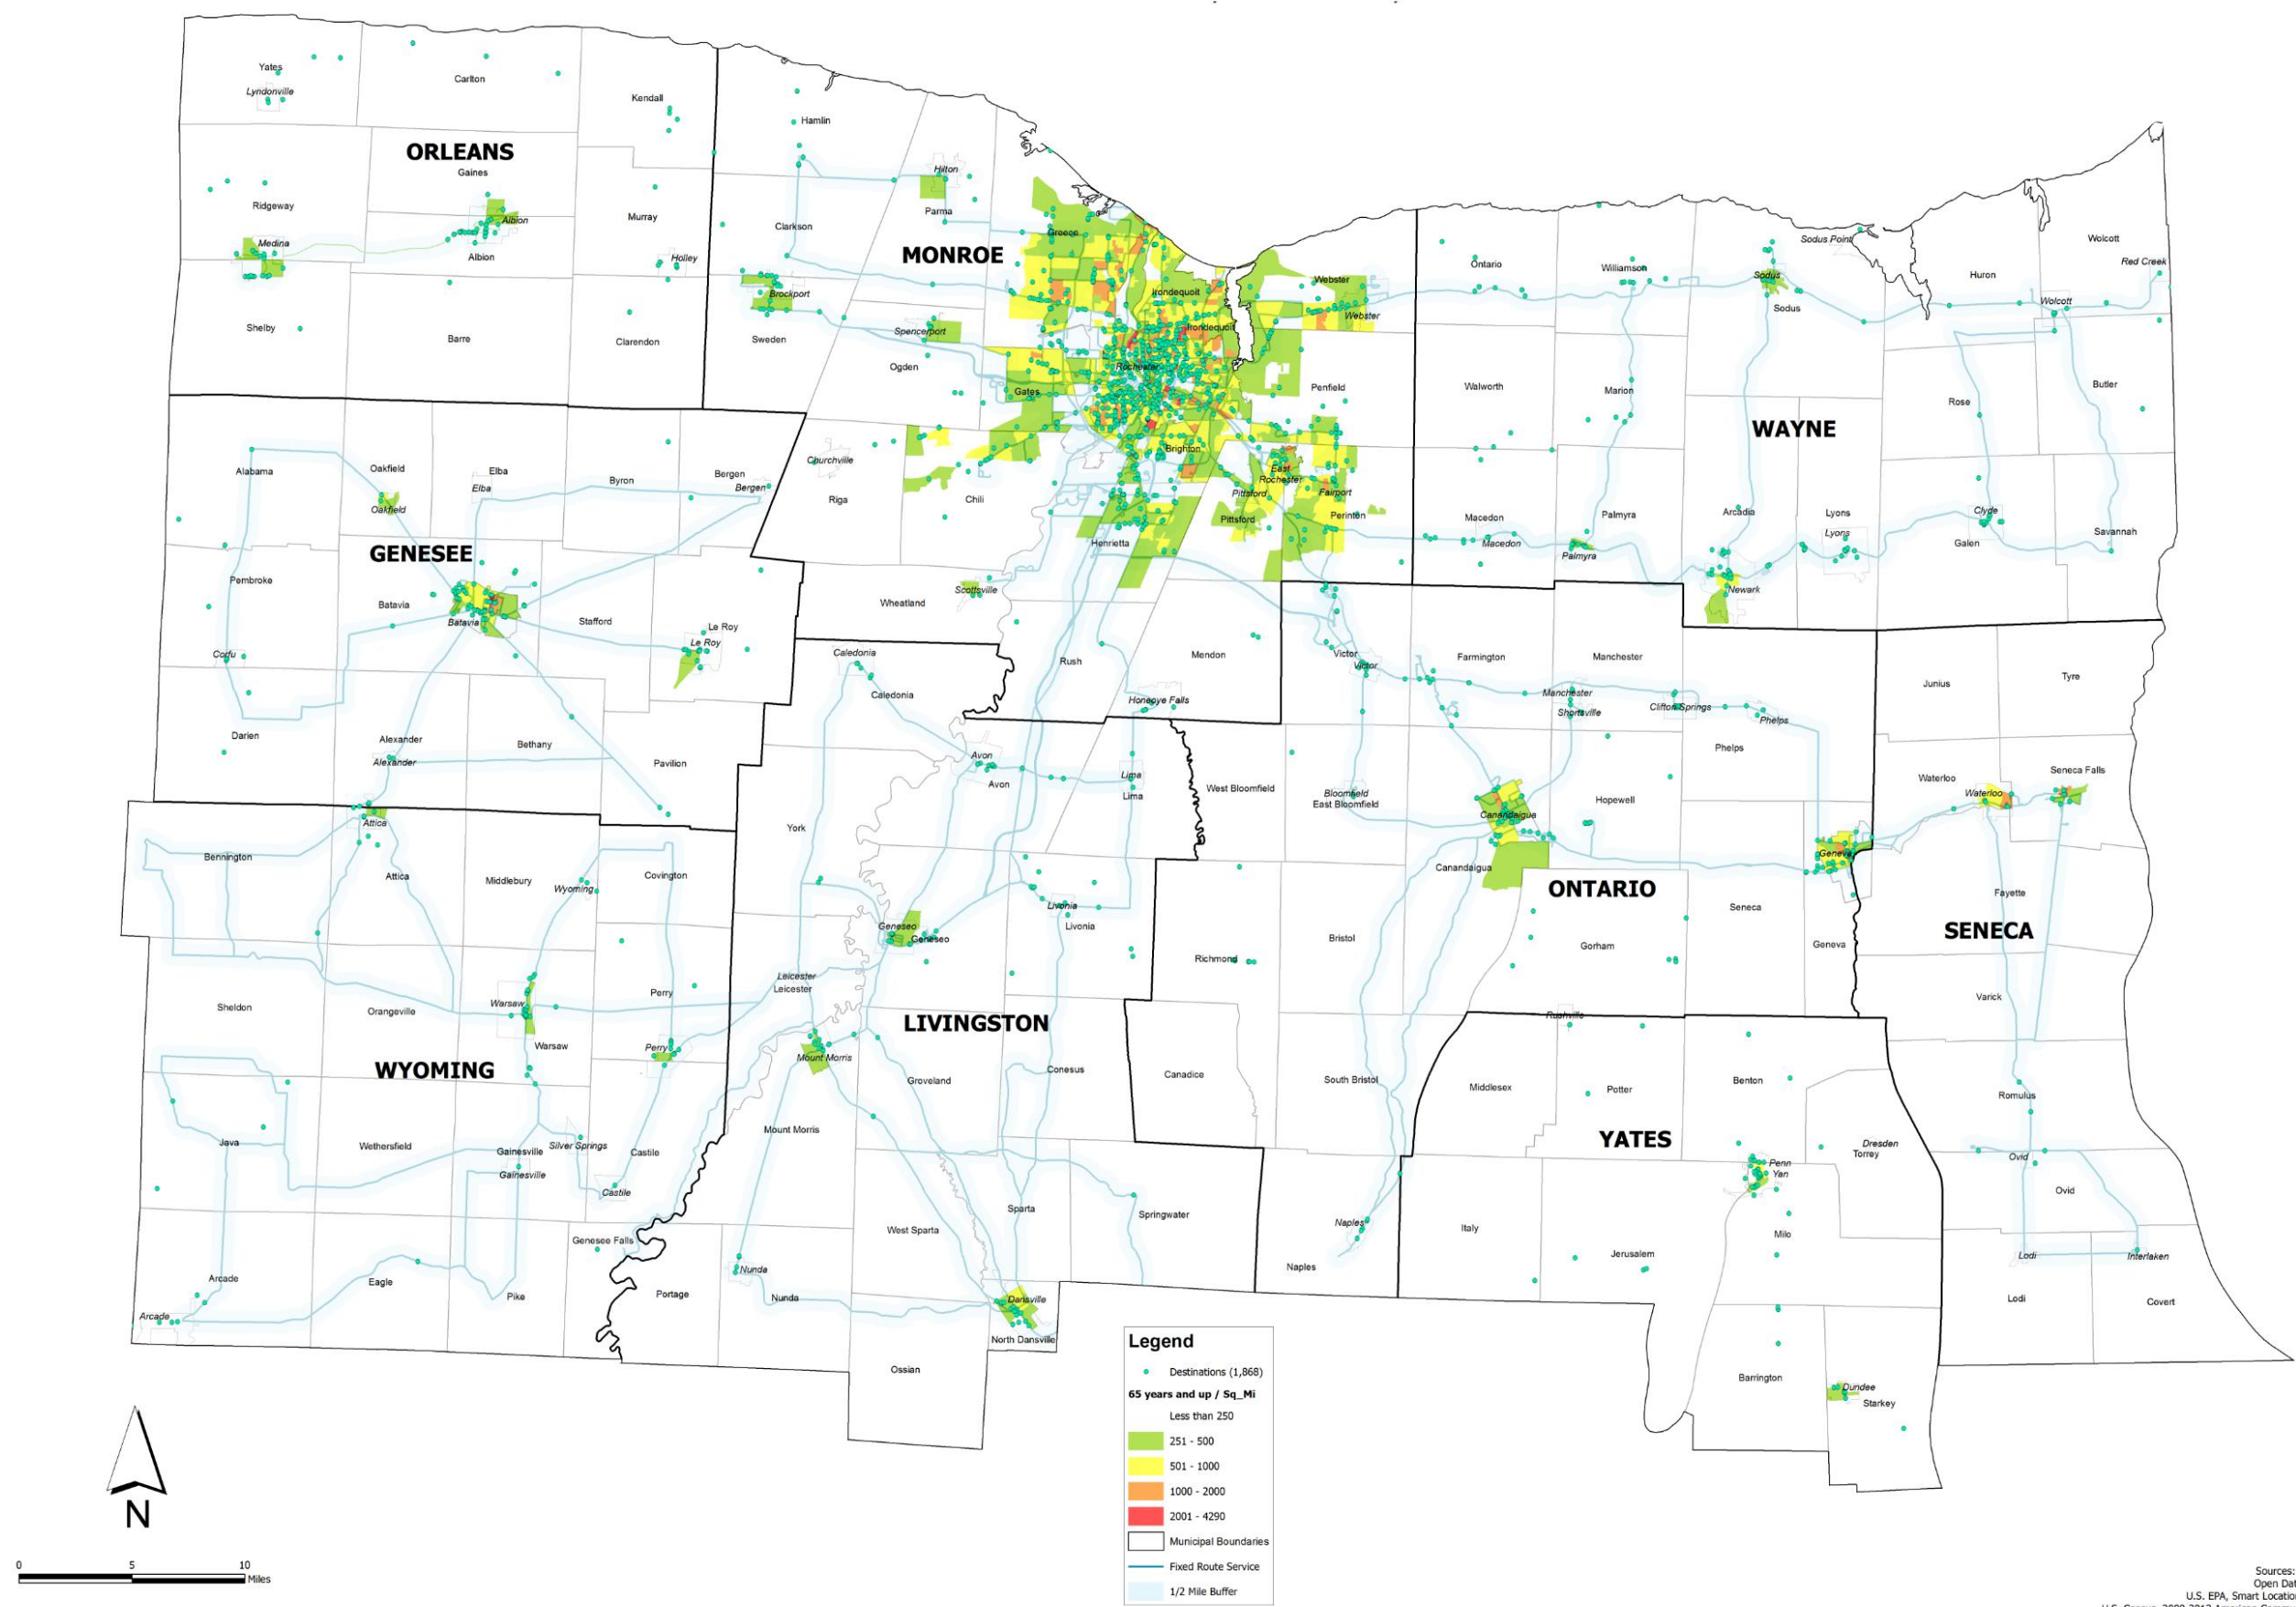 Yates
Lyndonville
Carlton
Kendall
Hamlin
ORLEANS
Gaines
Ridgeway
Murray
Hilton
Parma
Clarkson
Greece
MONROE
Albion
Medina
Albion
Holley
Brockport
Irondequoit
Webster
Webster
Ontario
Williamson
Sodus Point
Sodus
Sodus
Huron
Wolcott
Red Creek
Wolcott
Shelby
Barre
Clarendon
Sweden
Spencerport
Ogden
Irondequoit
Rochester
Gates
Penfield
Walworth
Marion
Rose
Butler
WAYNE
Alabama
Oakfield
Elba
Elba
Byron
Bergen
Bergen
Oakfield
Churchville
Riga
Chili
Brighton
East
Rochester
Pittsford
Fairport
Pittsford
Perinton
Macedon
Macedon
Palmyra
Palmyra
Arcadia
Lyons
Lyons
Clyde
Galen
Savannah
GENESEE
Henrietta
Pembroke
Batavia
Batavia
Stafford
Le Roy
Le Roy
Wheatland
Scottsville
Newark
Corfu
Caledonia
Caledonia
Rush
Mendon
Honeoye Falls
Victor
Victor
Farmington
Manchester
Manchester
Shortsville
Clifton Springs
Phelps
Phelps
Junius
Tyre
Darien
Alexander
Alexander
Bethany
Pavilion
Avon
Avon
Lima
Lima
West Bloomfield
Bloomfield
East Bloomfield
Canandaigua
Hopewell
Waterloo
Waterloo
Seneca Falls
Attica
York
Geneva
Bennington
Attica
Middlebury
Wyoming
Covington
Canandaigua
ONTARIO
Fayette
Seneca
SENECA
Geneseo
Geneseo
Livonia
Livonia
Bristol
Gorham
Geneva
Richmond
Leicester
Leicester
Sheldon
Orangeville
Warsaw
Warsaw
Perry
Perry
LIVINGSTON
Varick
Rushville
WYOMING
Mount Morris
Groveland
Conesus
Canadice
South Bristol
Middlesex
Potter
Benton
Romulus
Java
Wethersfield
Gainesville
Gainesville
Silver Springs
Castile
Castile
Mount Morris
YATES
Dresden
Torrey
Penn
Yan
Ovid
Ovid
Sparta
Springwater
West Sparta
Naples
Naples
Italy
Jerusalem
Milo
Genesee Falls
Lodi
Interlaken
Arcade
Arcade
Eagle
Pike
Portage
Nunda
Nunda
Dansville
North Dansville
Lodi
Covert
Ossian
Barrington
Dundee
Starkey
Legend
Destinations (1,868)
65 years and up / Sq_Mi
Less than 250
251 - 500
501 - 1000
1000 - 2000
2001 - 4290
Municipal Boundaries
Fixed Route Service
1/2 Mile Buffer
N
0 5 10
Miles
Sources:
Open Dat
U.S. EPA, Smart Location